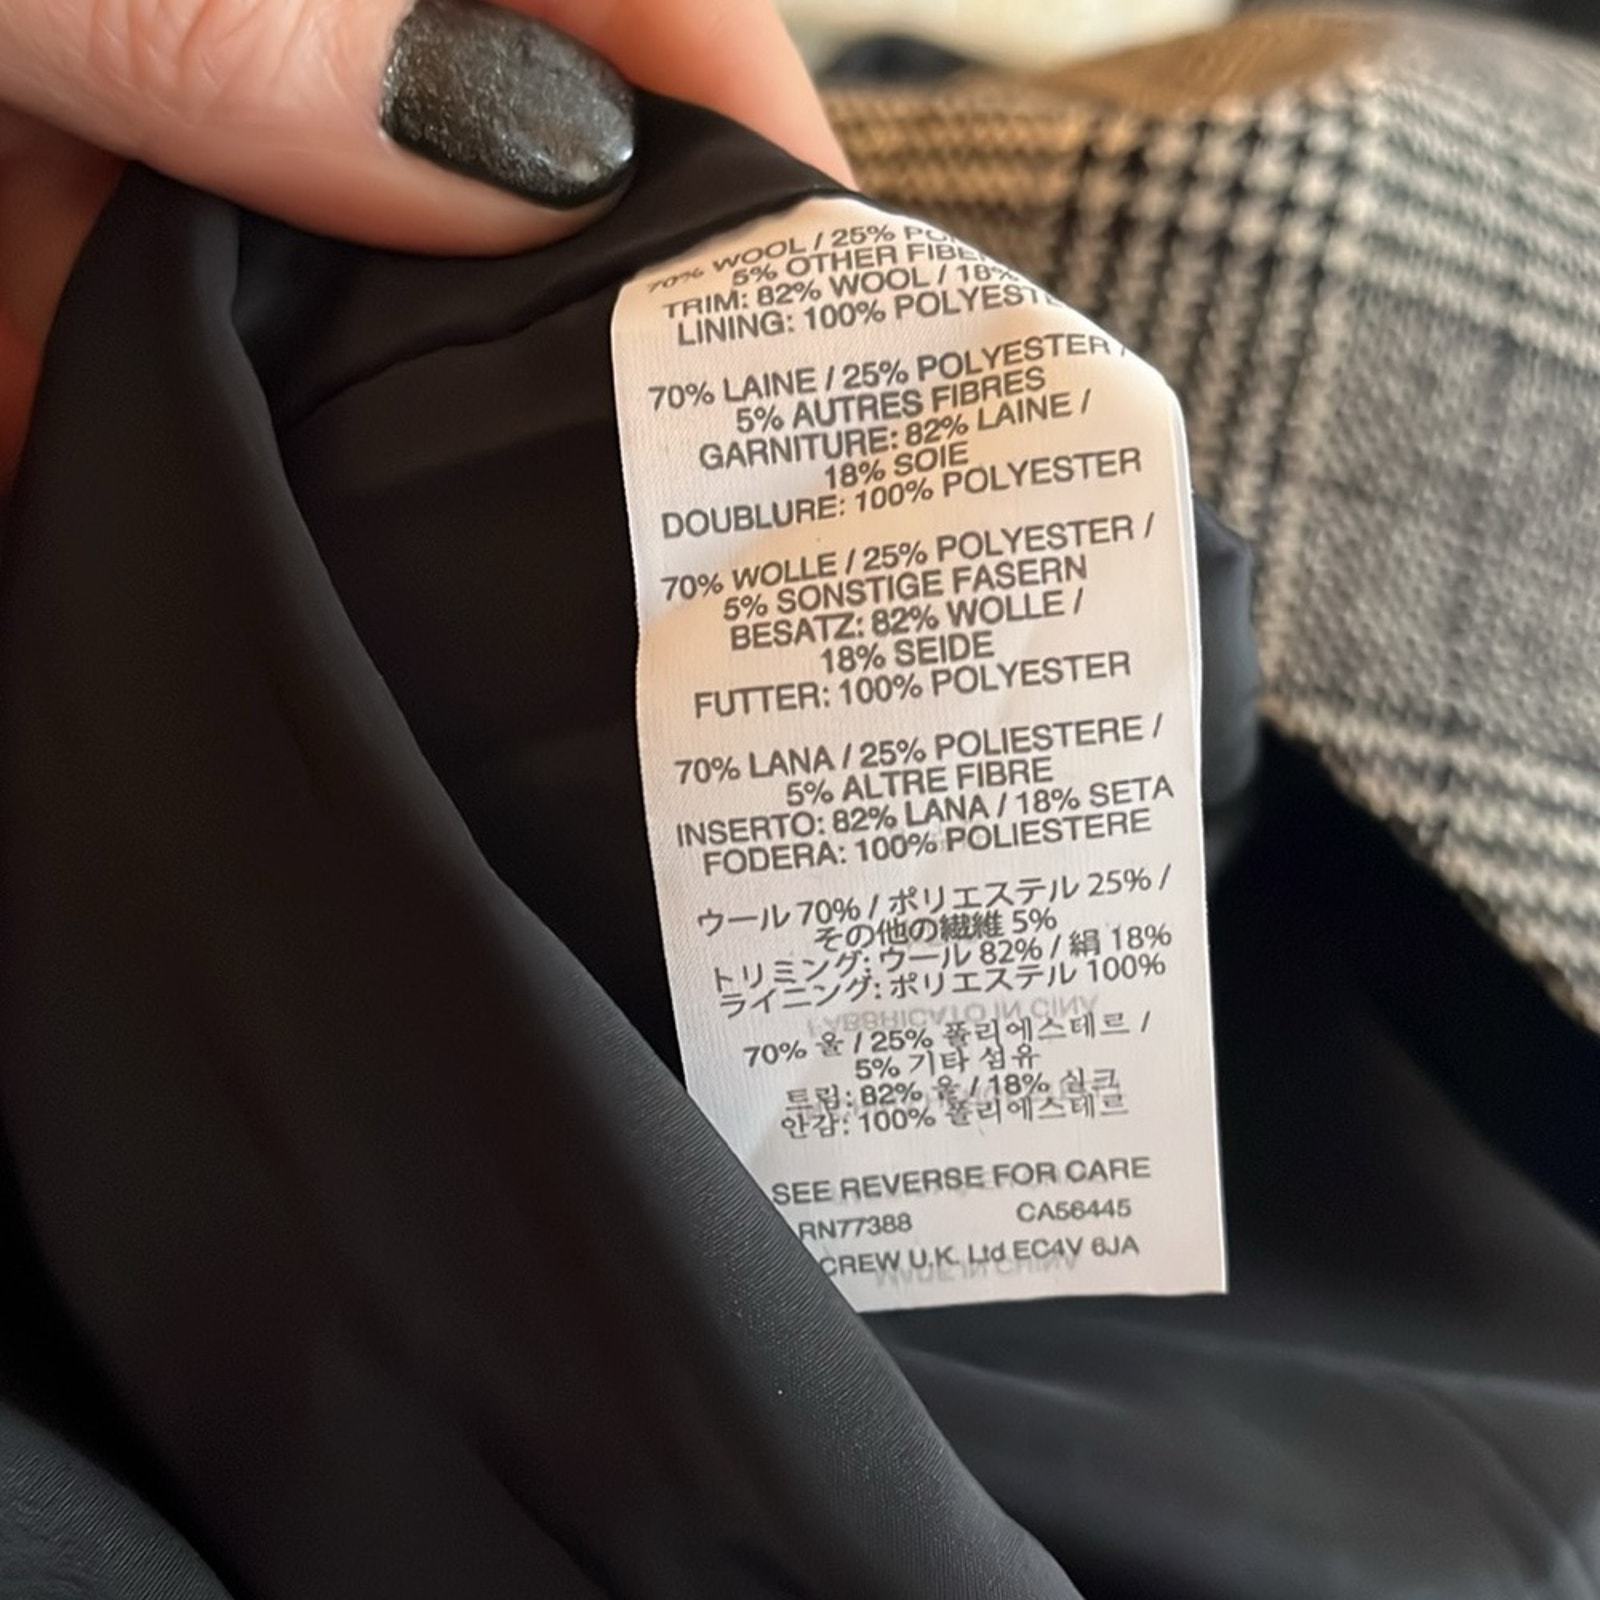 70% WOOL / 25%
5% OTHER
TRIM: 82% WOOL / 18%
LINING: 100%
70% LAINE / 25% POLYESTER /
5% AUTRES FIBRES
GARNITURE: 82% LAINE /
18% SOIE
DOUBLURE: 100% POLYESTER
70% WOLLE / 25% POLYESTER /
5% SONSTIGE FASERN
BESATZ: 82% WOLLE /
18% SEIDE
FUTTER: 100% POLYESTER
70% LANA / 25% POLIESTERE /
5% ALTRE FIBRE
INSERTO: 82% LANA / 18% SETA
FODERA: 100% POLIESTERE
ウール 70% / ポリエステル 25% /
その他の繊維 5%
トリミング: ウール 82% / 絹 18%
ライニング: ポリエステル 100%
70% 울 / 25% 폴리에스테르 /
5% 기타 섬유
트림: 82% 울 / 18% 실크
안감: 100% 폴리에스테르
SEE REVERSE FOR CARE
RN77388 CA56445
CREW U.K. Ltd EC4V 6JA